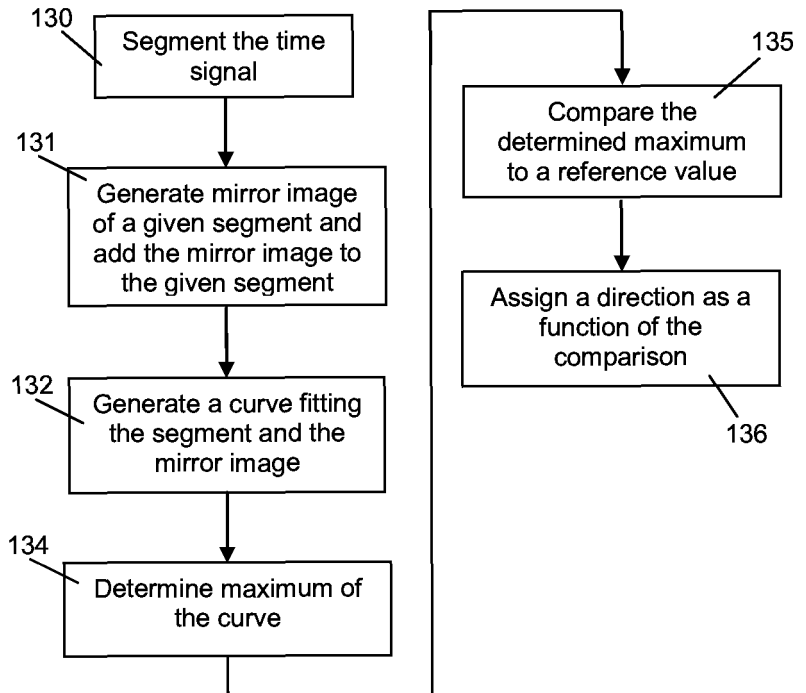 130
Segment the time
signal
131
Generate mirror image
of a given segment and
add the mirror image to
the given segment
132
Generate a curve fitting
the segment and the
mirror image
134
Determine maximum of
the curve
135
Compare the
determined maximum
to a reference value
Assign a direction as a
function of the
comparison
136